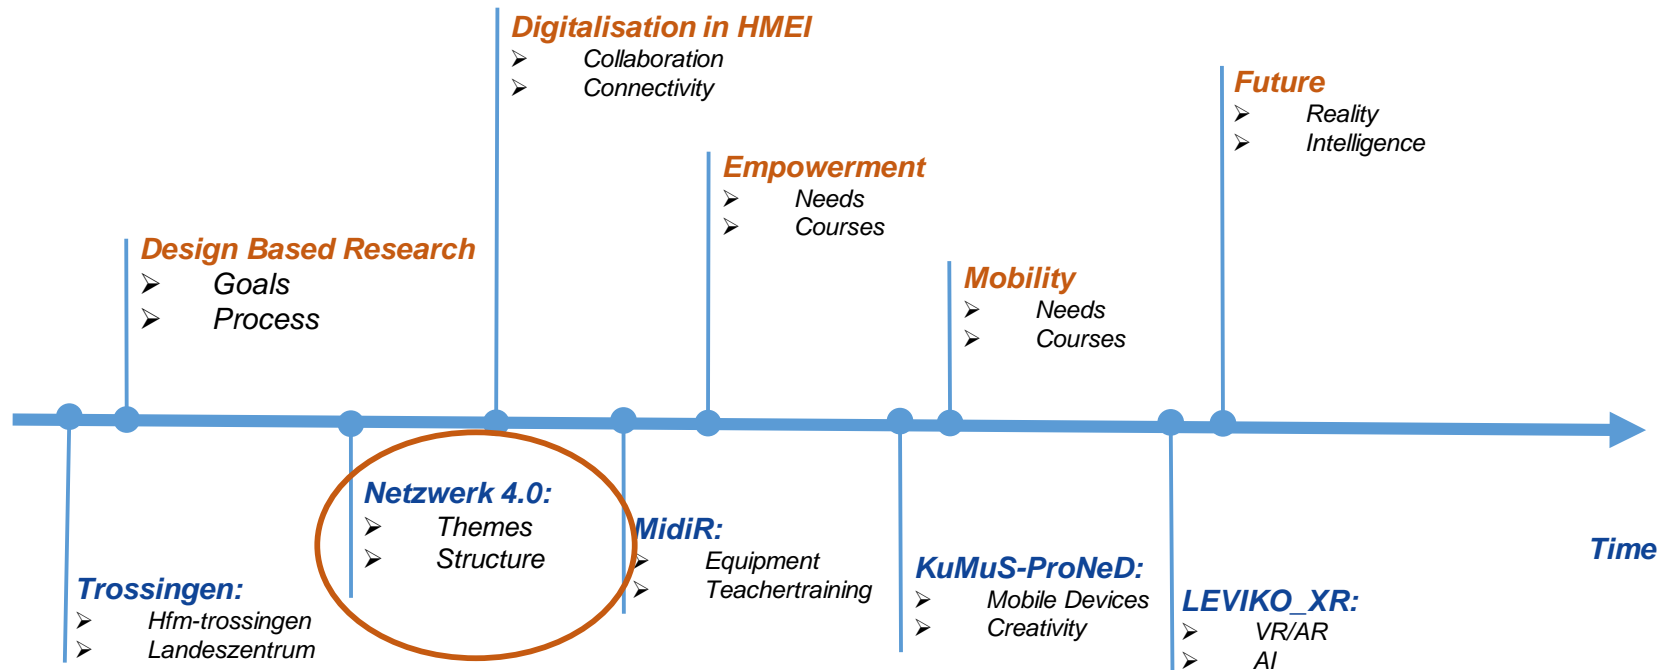 Digitalisation in HMEI
➢ Collaboration
➢ Connectivity
Future
➢ Reality
➢ Intelligence
Empowerment
➢ Needs
➢ Courses
Design Based Research
➢ Goals
➢ Process
Mobility
➢ Needs
➢ Courses
Netzwerk 4.0:
➢ Themes
➢ Structure
MidiR:
➢ Equipment
➢ Teachertraining
Time
KuMuS-ProNeD:
➢ Mobile Devices
➢ Creativity
Trossingen:
➢ Hfm-trossingen
➢ Landeszentrum
LEVIKO_XR:
➢ VR/AR
➢ AI